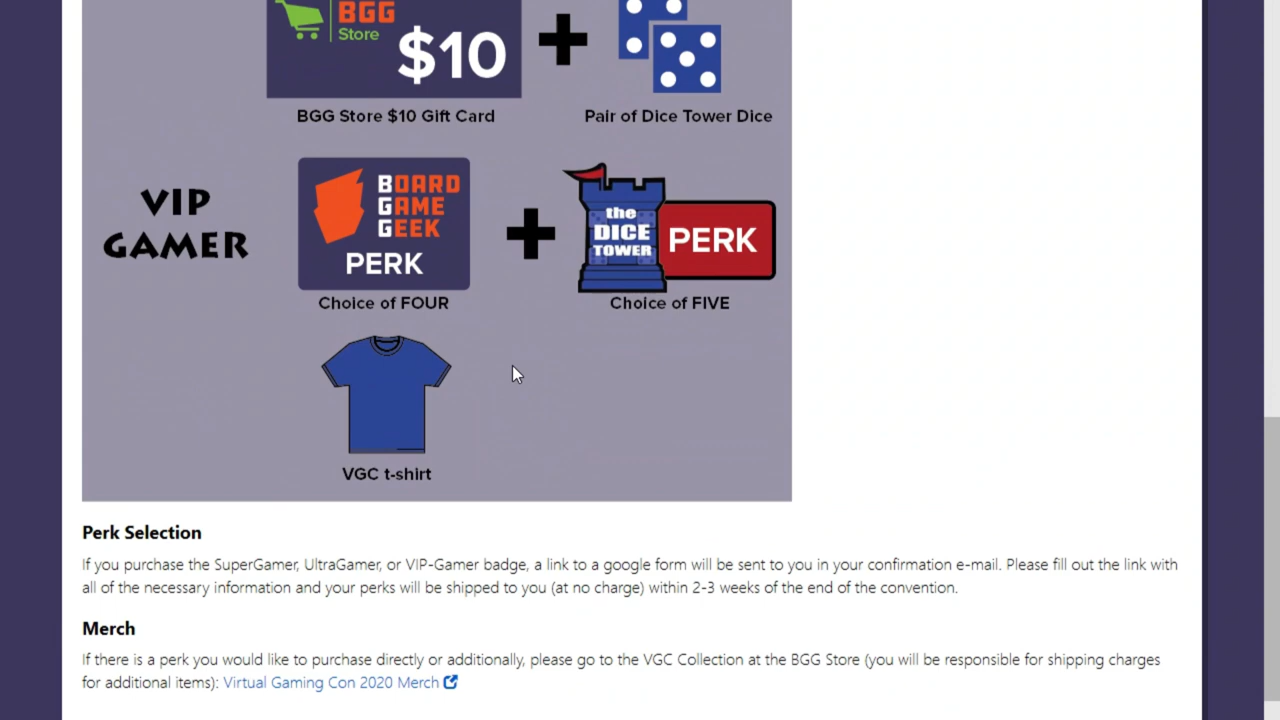 BGG
Store
$10
BGG Store $10 Gift Card
Pair of Dice Tower Dice
VIP
GAMER
BOARD
GAME
GEEK
PERK
Choice of FOUR
the
DICE
TOWER
PERK
Choice of FIVE
VGC t-shirt
Perk Selection
If you purchase the SuperGamer, UltraGamer, or VIP-Gamer badge, a link to a google form will be sent to you in your confirmation e-mail. Please fill out the link with
all of the necessary information and your perks will be shipped to you (at no charge) within 2-3 weeks of the end of the convention.
Merch
If there is a perk you would like to purchase directly or additionally, please go to the VGC Collection at the BGG Store (you will be responsible for shipping charges
for additional items): Virtual Gaming Con 2020 Merch